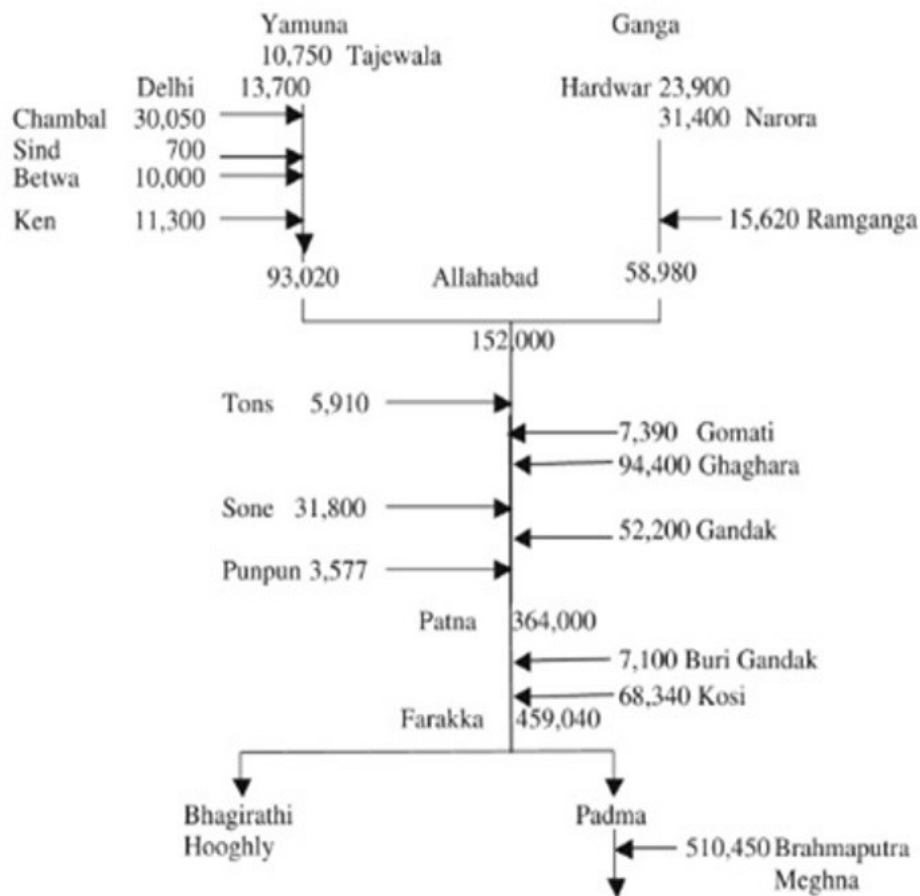 Yamuna Ganga
10,750 Tajewala
Delhi 13,700 Hardwar 23,900
Chambal 30,050 31,400 Narora
Sind 700
Betwa 10,000
Ken 11,300 15,620 Ramganga
93,020 Allahabad 58,980
152,000
Tons 5,910
7,390 Gomati
94,400 Ghaghara
Sone 31,800
52,200 Gandak
Punpun 3,577
Patna 364,000
7,100 Buri Gandak
68,340 Kosi
Farakka 459,040
Bhagirathi Padma
Hooghly 510,450 Brahmaputra
Meghna